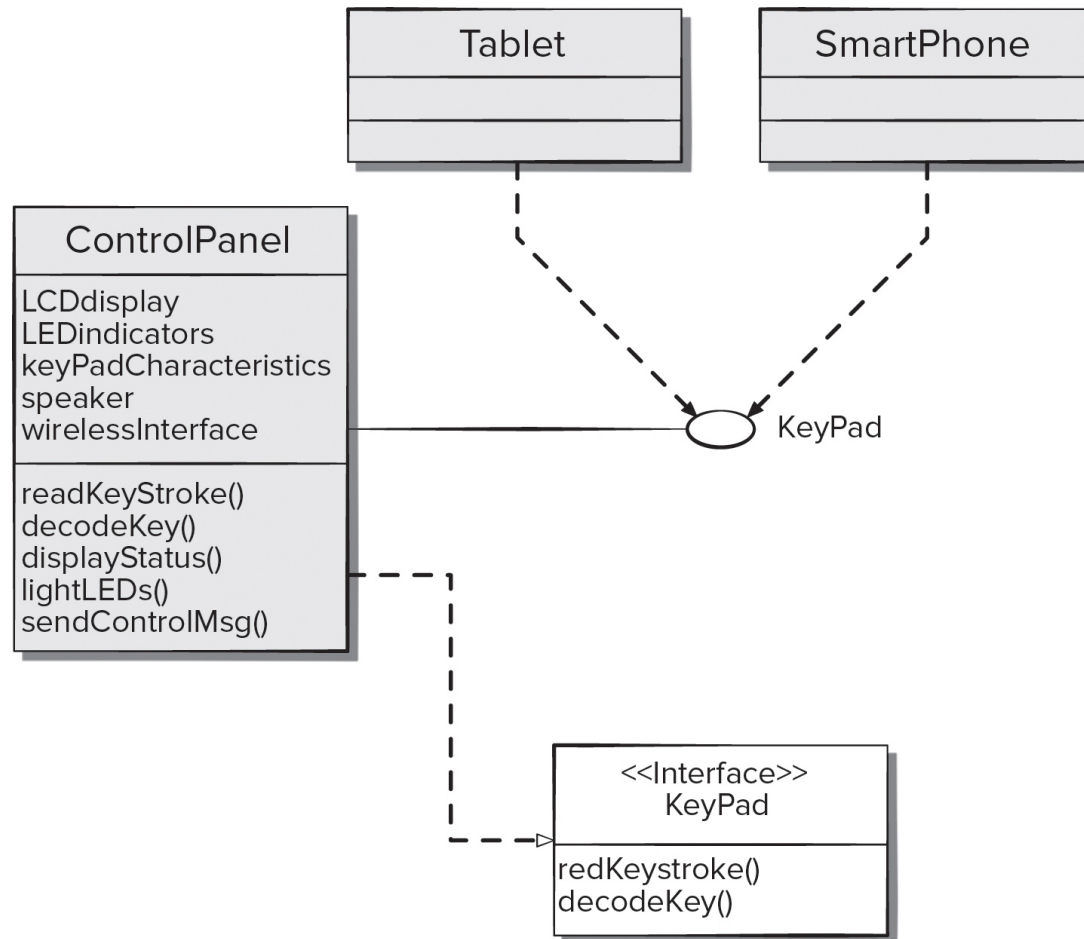 Tablet
SmartPhone
ControlPanel
LCDdisplay
LEDindicators
keyPadCharacteristics
speaker
wirelessInterface
KeyPad
readKeyStroke()
decodeKey()
displayStatus()
lightLEDs()
sendControlMsg()
<<Interface>>
KeyPad
redKeystroke()
decodeKey()